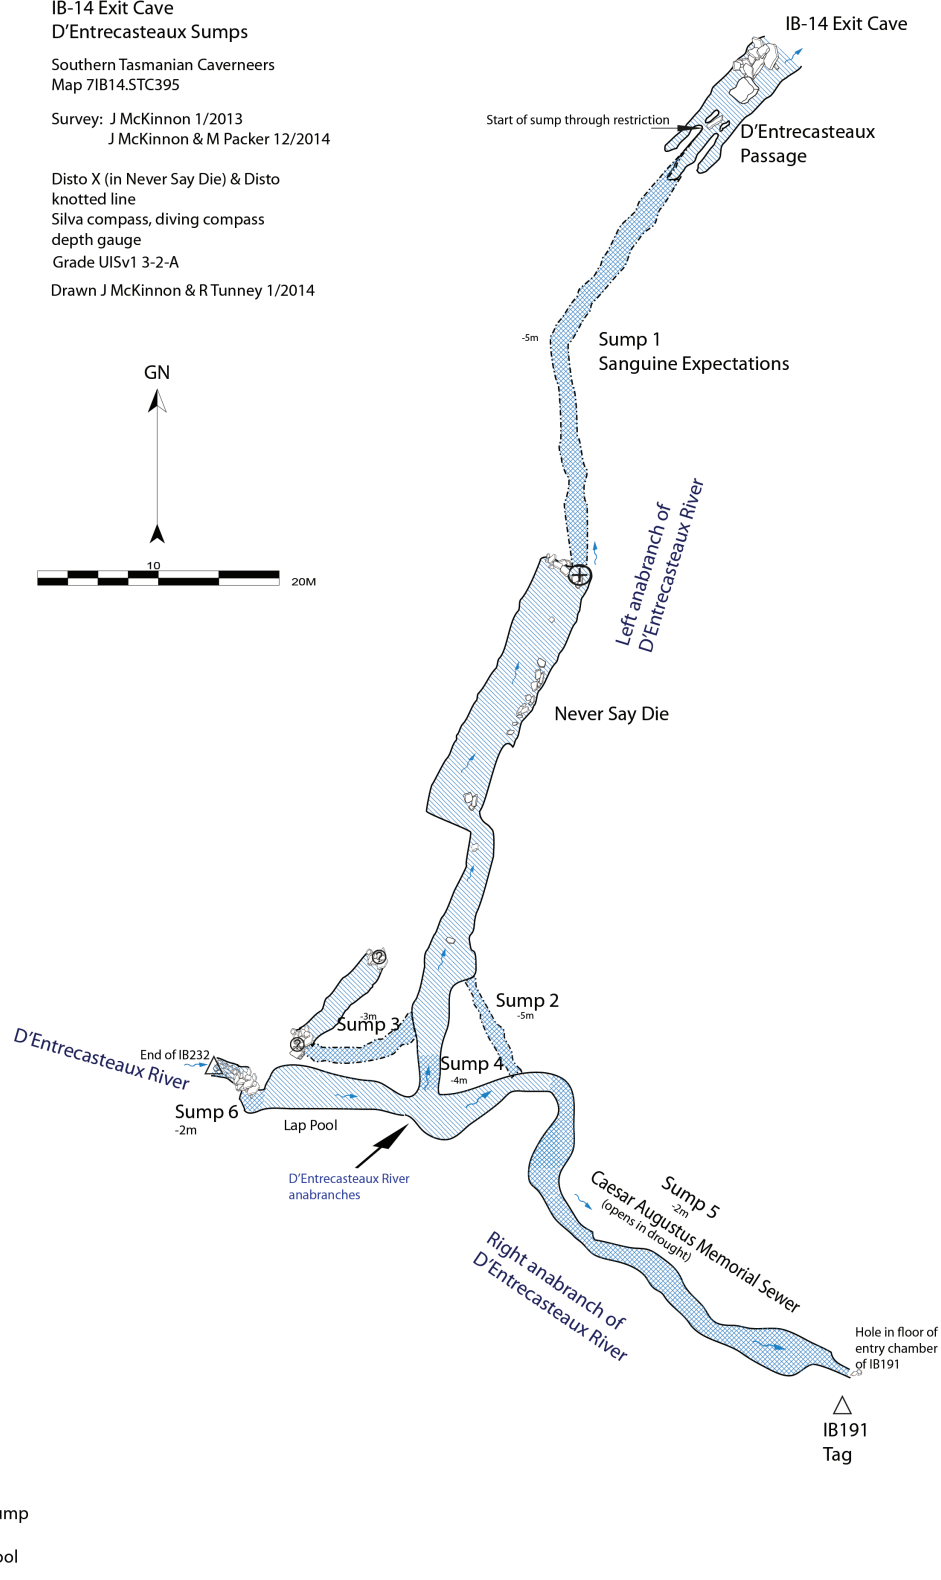 IB-14 Exit Cave
D'Entrecasteaux Sumps
Southern Tasmanian Caverneers
Map 7IB14.STC395
Survey: J McKinnon 1/2013
J McKinnon & M Packer 12/2014
Disto X (in Never Say Die) & Disto
knotted line
Silva compass, diving compass
depth gauge
Grade UISv1 3-2-A
Drawn J McKinnon & R Tunney 1/2014
GN
10
20M
IB-14 Exit Cave
Start of sump through restriction
D'Entrecasteaux
Passage
-5m
Sump 1
Sanguine Expectations
Left anabranch of
D'Entrecasteaux River
Never Say Die
?
?
-3m
Sump 3
Sump 2
-5m
Sump 4
-4m
D'Entrecasteaux River
End of IB232
Sump 6
-2m
Lap Pool
D'Entrecasteaux River
anabranches
Sump 5
-2m
Caesar Augustus Memorial Sewer
(opens in drought)
Right anabranch of
D'Entrecasteaux River
Hole in floor of
entry chamber
of IB191
IB191
Tag
ump
ool